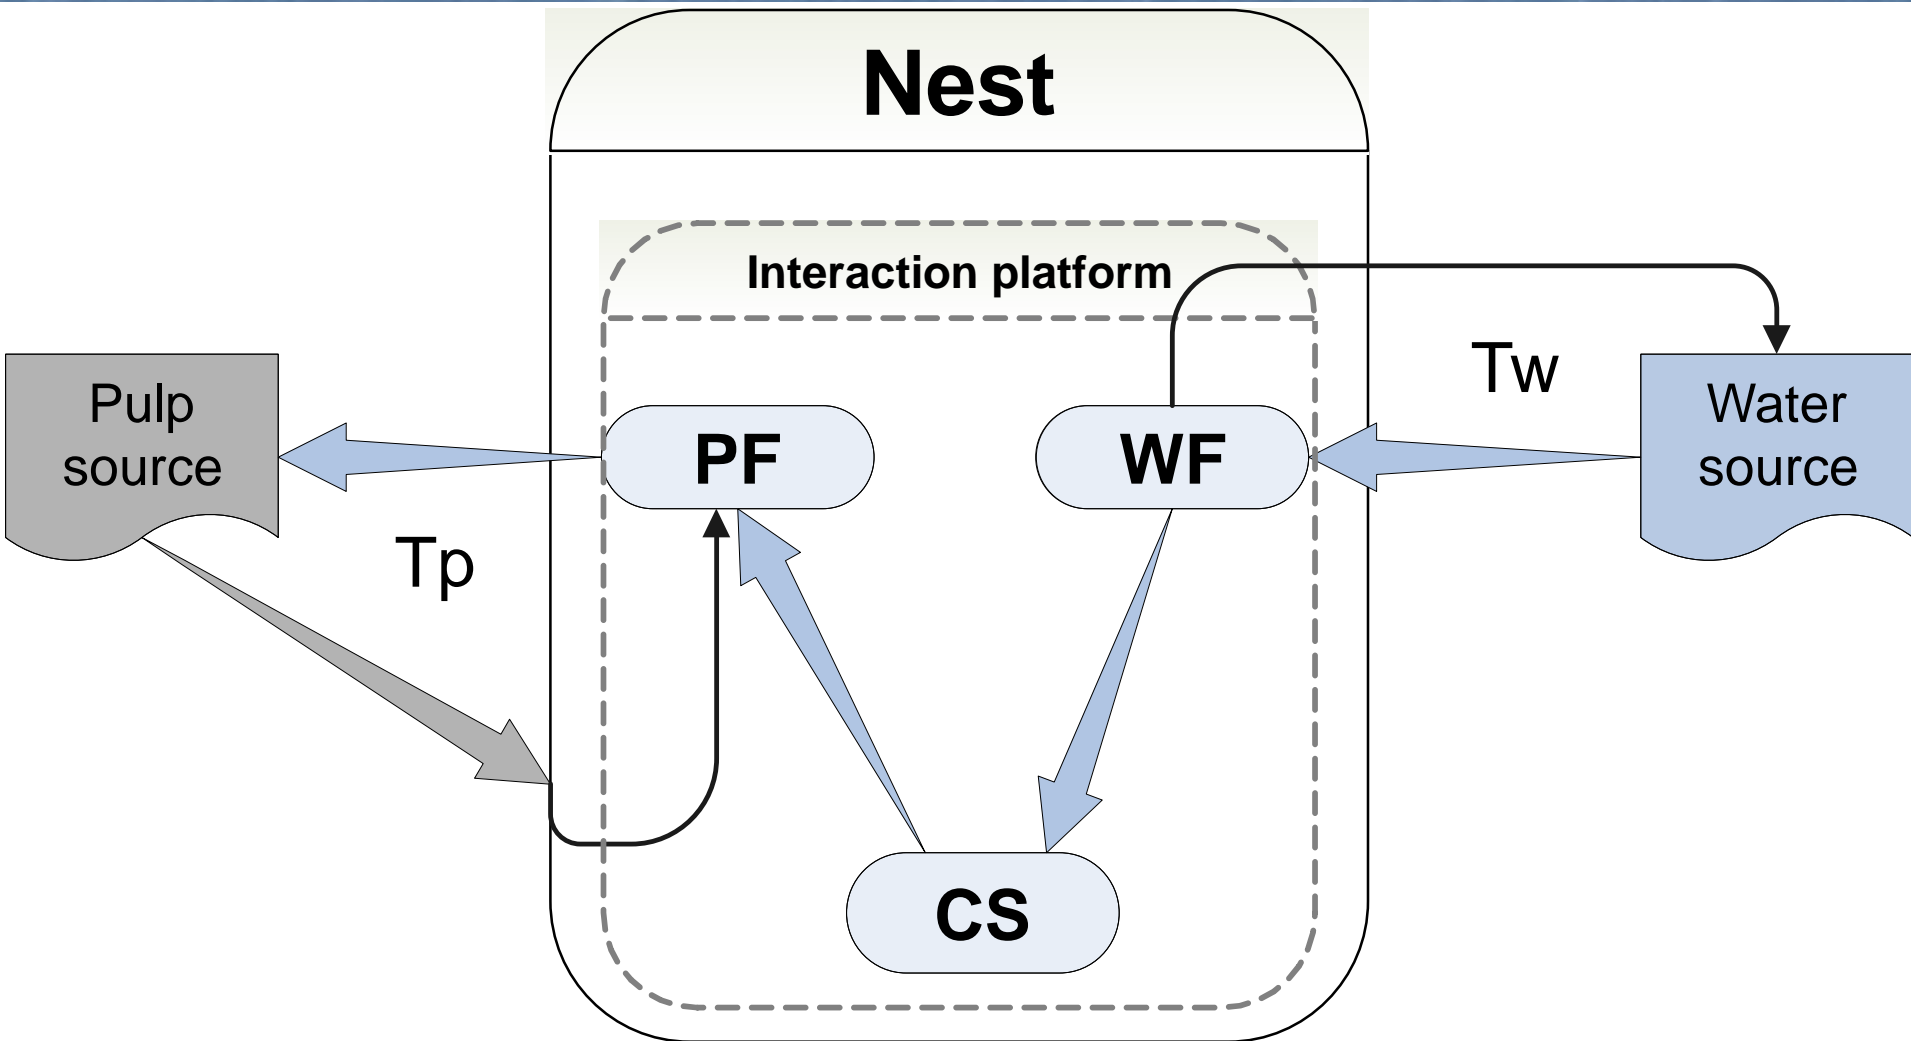 Nest
Interaction platform
Tw
Pulp
source
Water
source
PF
WF
Tp
CS